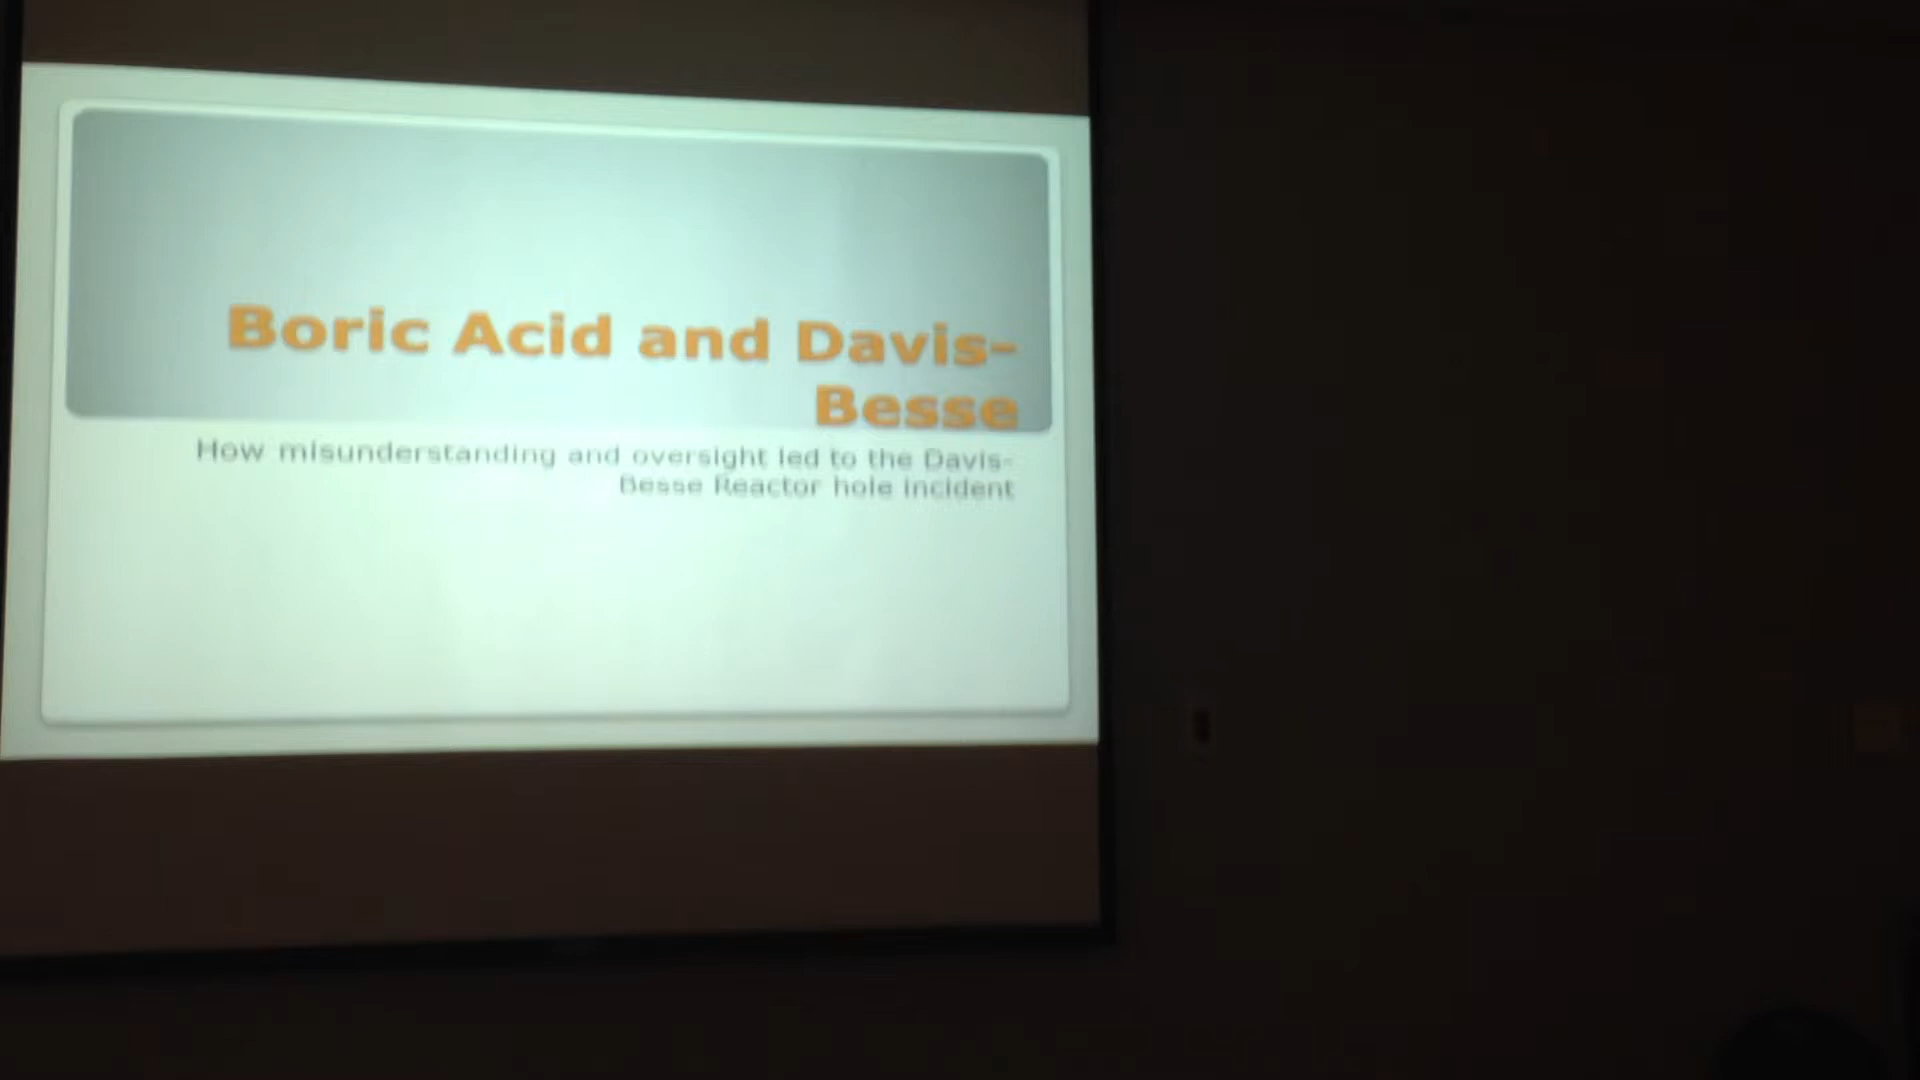 Boric Acid and Davis-
Besse
How misunderstanding and oversight led to the Davis-
Besse Reactor hole incident